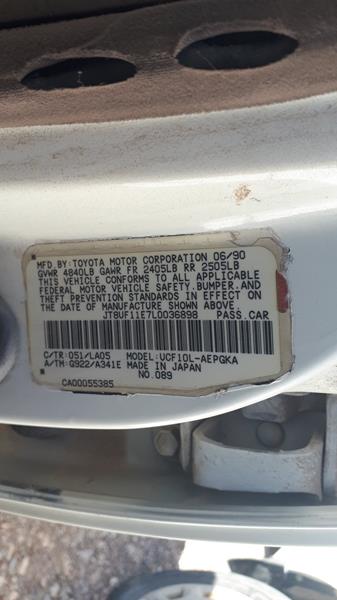 MFD BY: TOYOTA MOTOR CORPORATION 06/90
GVWR 4840LB GAWR FR 2405LB RR 2505LB
THIS VEHICLE CONFORMS TO ALL APPLICABLE
FEDERAL MOTOR VEHICLE SAFETY,BUMPER,AND
THEFT PREVENTION STANDARDS IN EFFECT ON
THE DATE OF MANUFACTURE SHOWN ABOVE.
JT8UF11E7L0036898 PASS.CAR
C/TR:051/LA05 MODEL:UCF10L-AEPGKA
A/TM:G922/A341E MADE IN JAPAN
NO.089
CA00055385